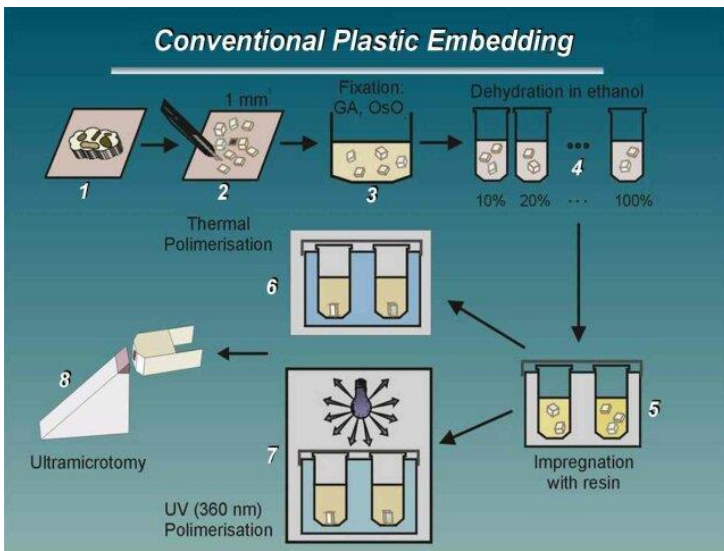 Conventional Plastic Embedding
1 mm³
Fixation:
GA, OsO
Dehydration in ethanol
1
2
3
4
10% 20% ... 100%
Thermal
Polimerisation
6
8
7
5
Ultramicrotomy
Impregnation
with resin
UV (360 nm)
Polimerisation